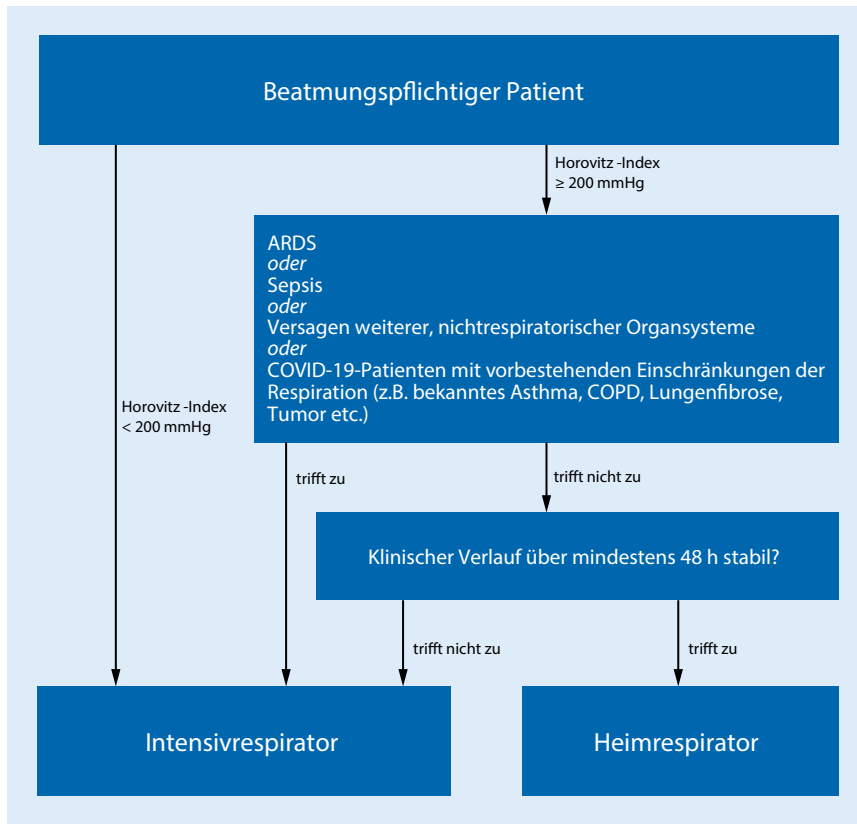 Beatmungspflichtiger Patient
Horovitz -Index
≥ 200 mmHg
ARDS
oder
Sepsis
oder
Versagen weiterer, nichtrespiratorischer Organsysteme
oder
COVID-19-Patienten mit vorbestehenden Einschränkungen der
Respiration (z.B. bekanntes Asthma, COPD, Lungenfibrose,
Tumor etc.)
Horovitz -Index
< 200 mmHg
trifft zu
trifft nicht zu
Klinischer Verlauf über mindestens 48 h stabil?
trifft nicht zu
trifft zu
Intensivrespirator
Heimrespirator